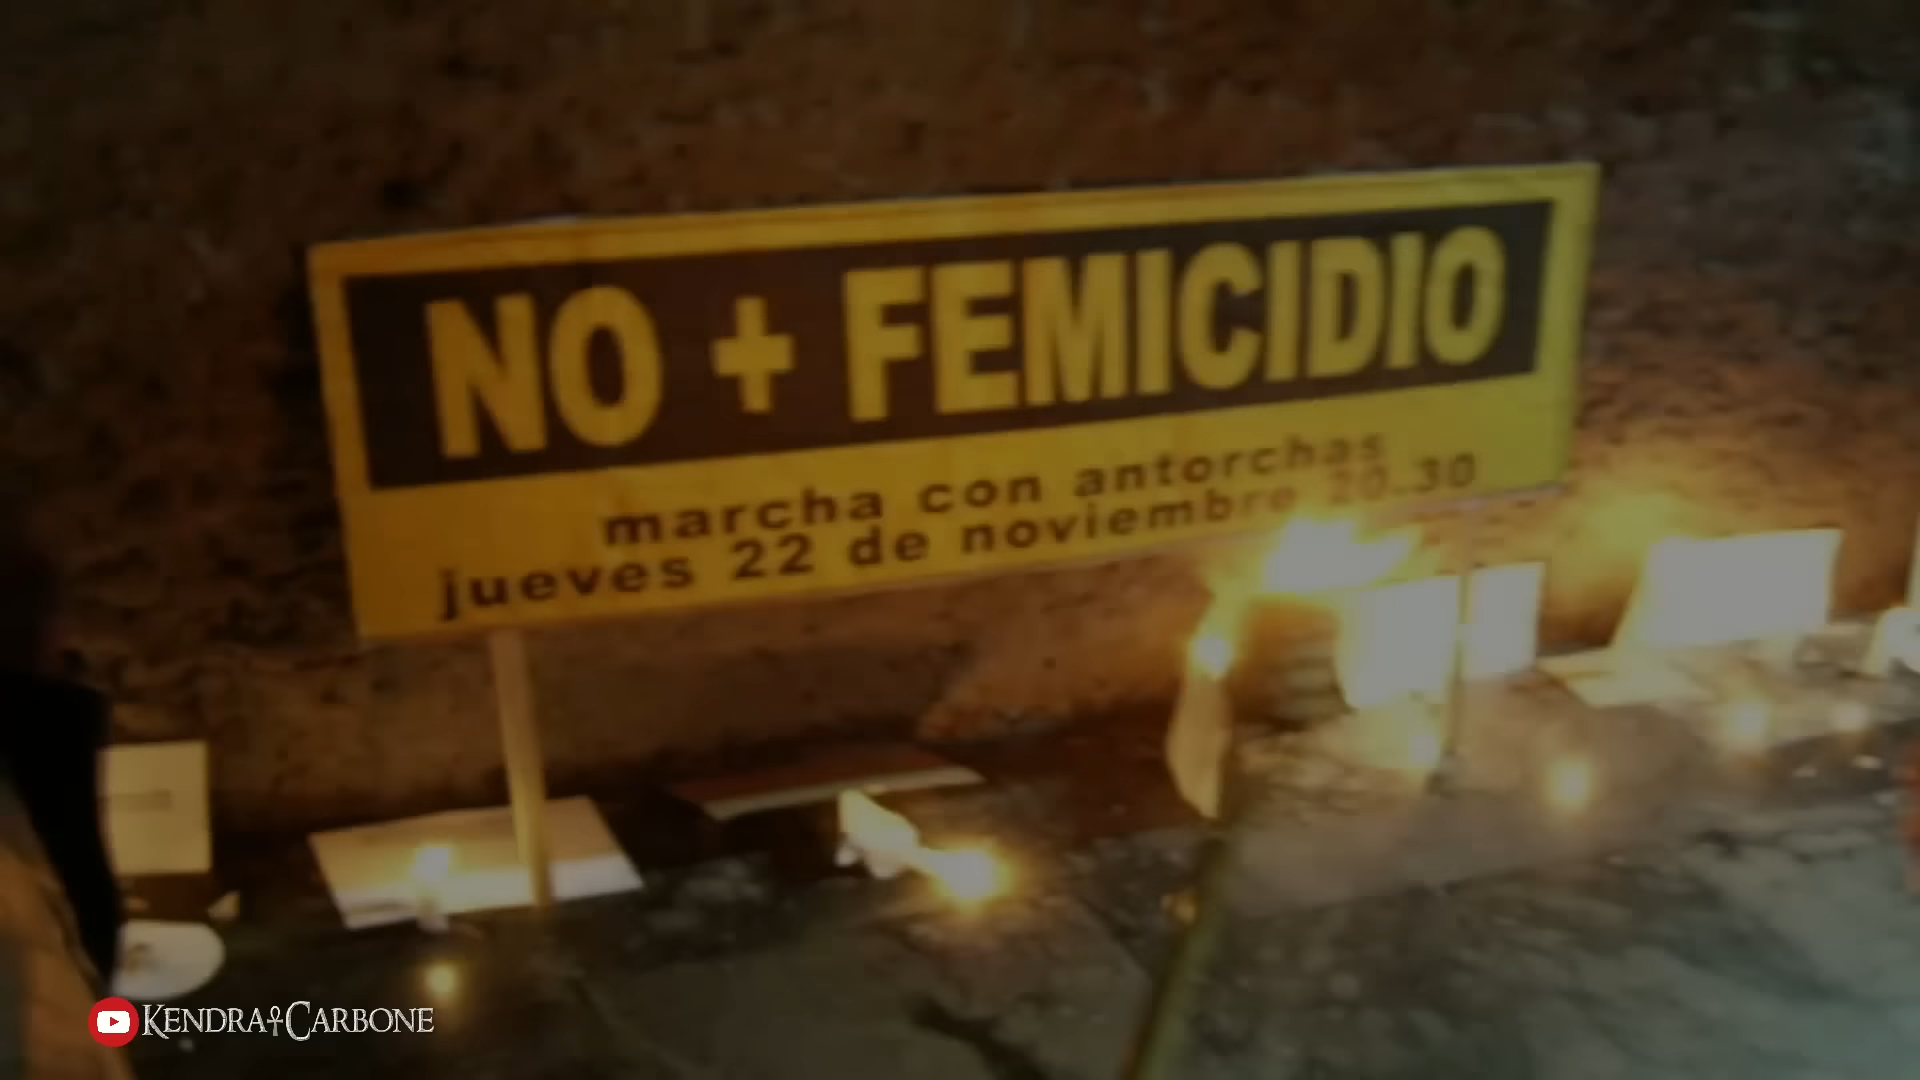 NO + FEMICIDIO
marcha con antorchas
jueves 22 de noviembre 20.30
KENDRA☥CARBONE